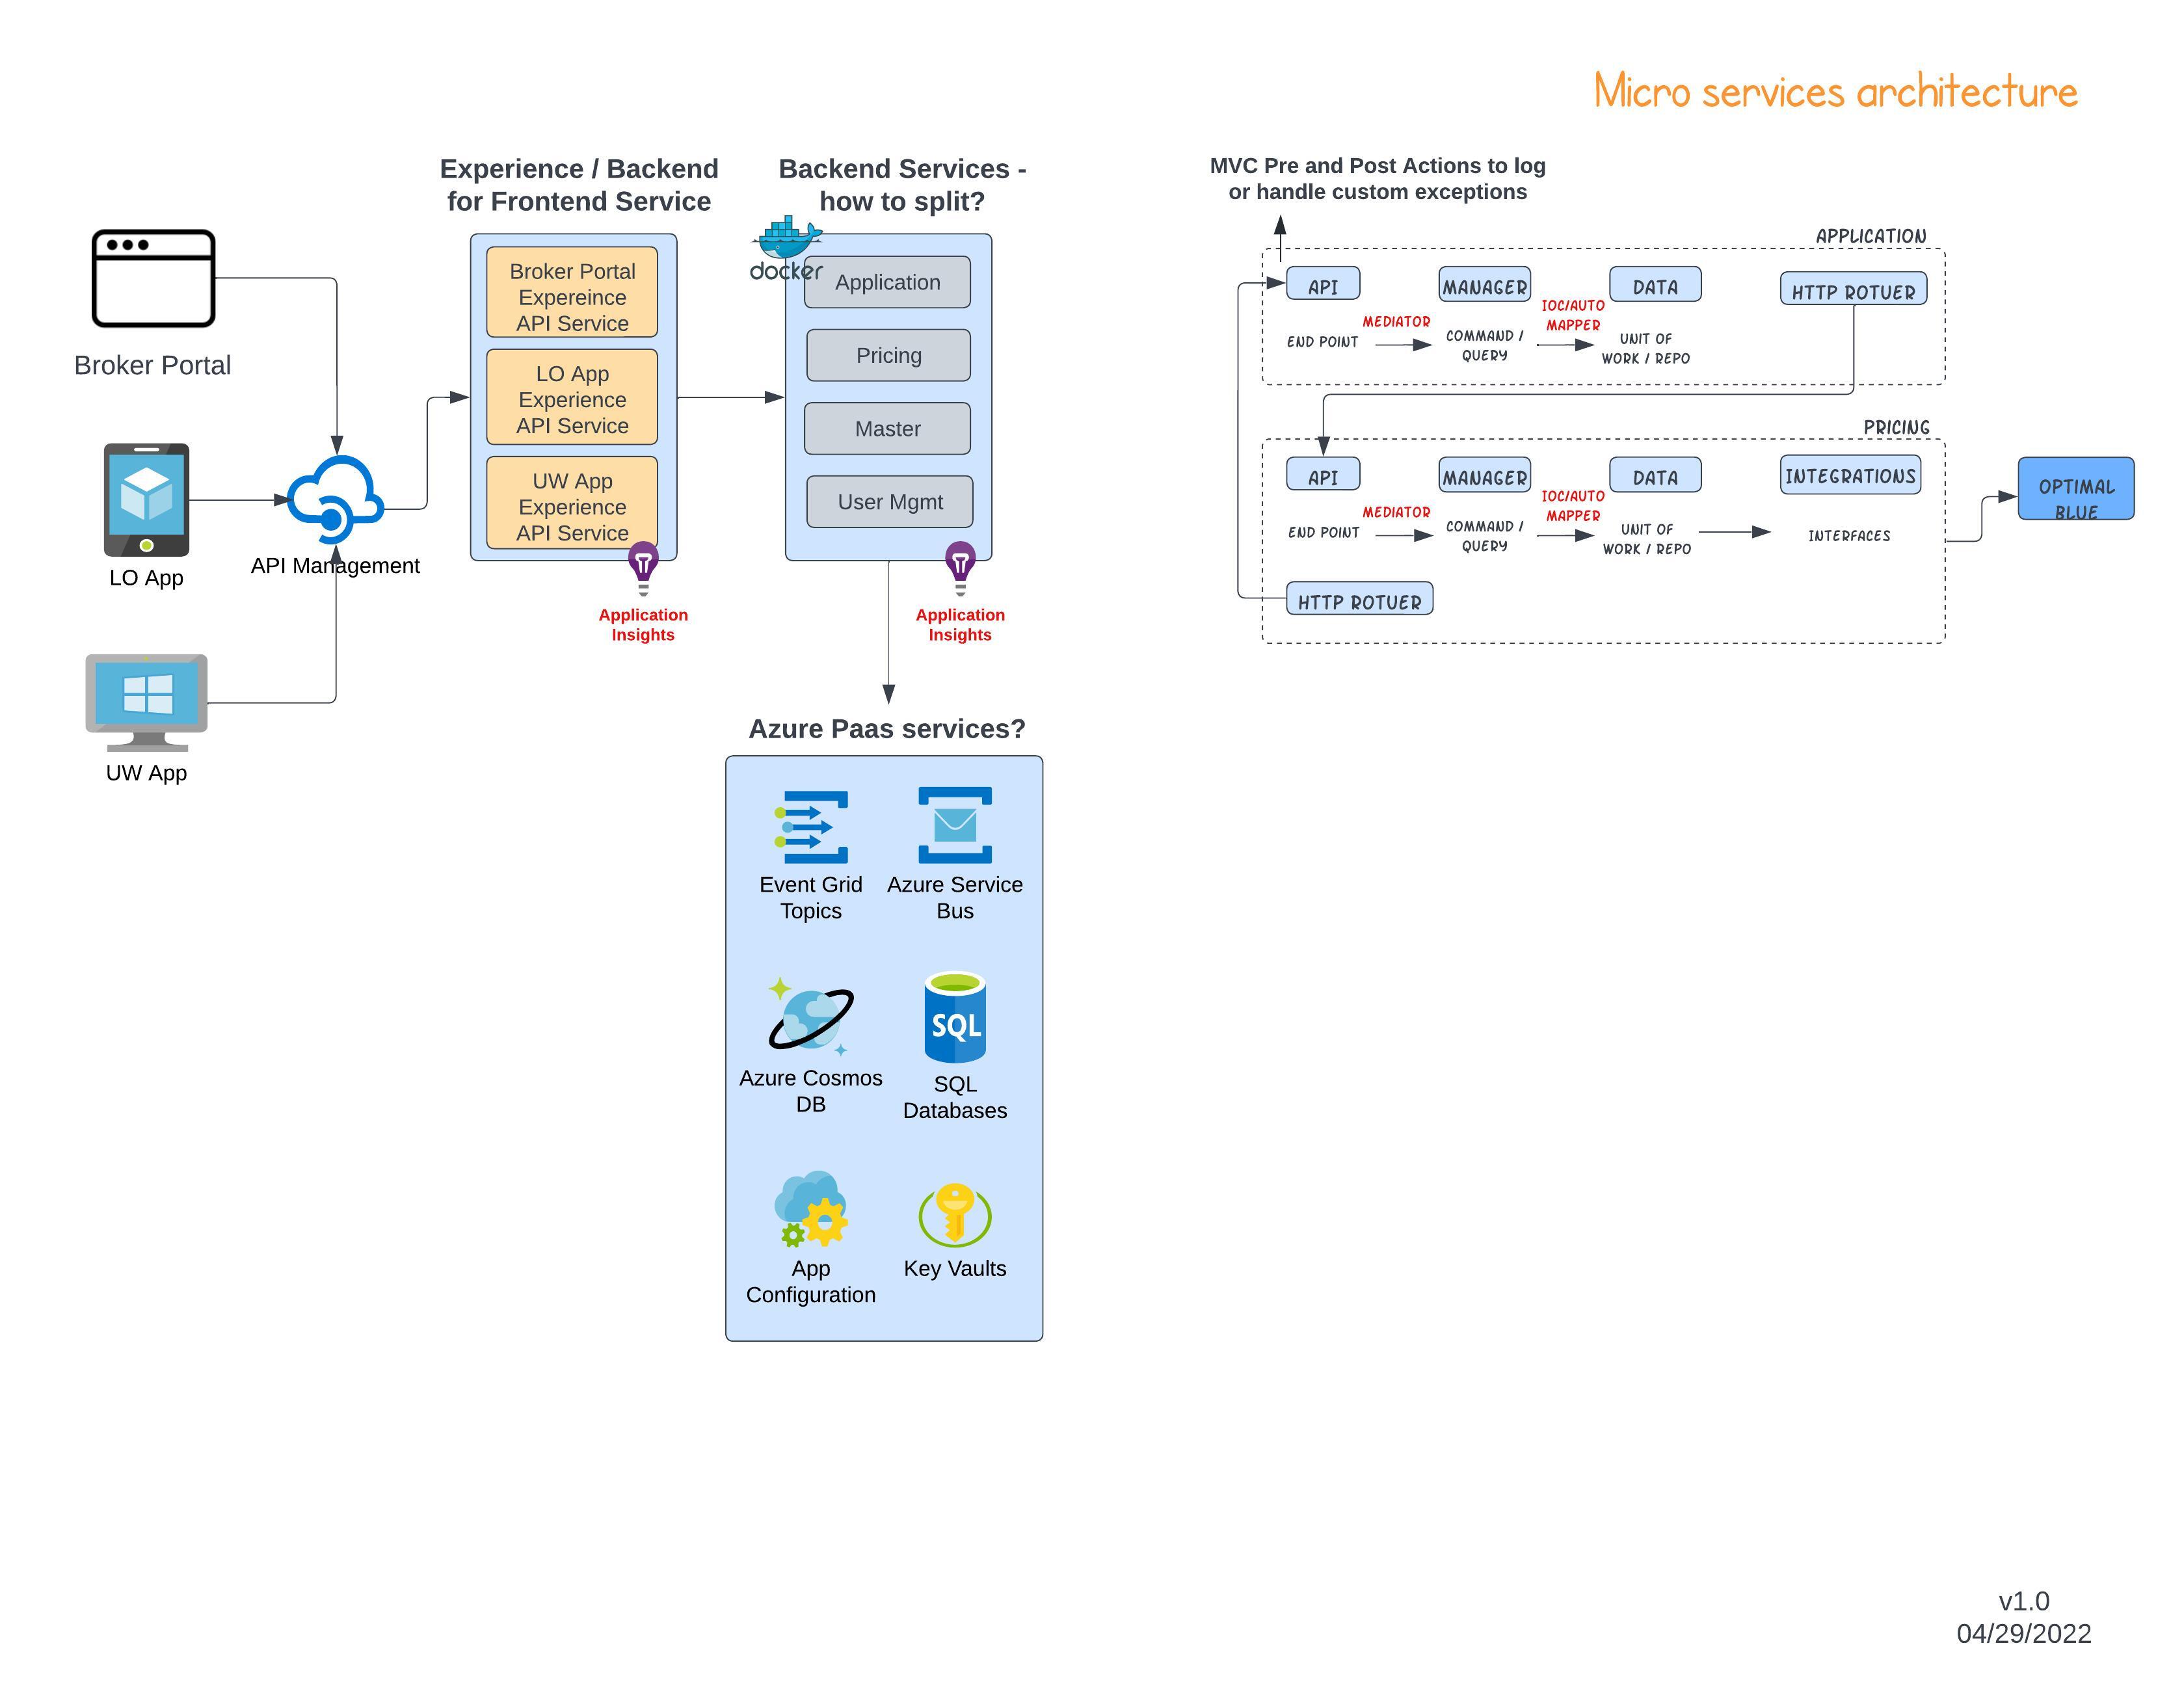 Micro services architecture
Experience / Backend
for Frontend Service
Backend Services -
how to split?
MVC Pre and Post Actions to log
or handle custom exceptions
Broker Portal
LO App
UW App
API Management
Broker Portal
Expereince
API Service
LO App
Experience
API Service
UW App
Experience
API Service
Application
Insights
docker
Application
Pricing
Master
User Mgmt
Application
Insights
Azure Paas services?
Event Grid
Topics
Azure Service
Bus
Azure Cosmos
DB
SQL
SQL
Databases
App
Configuration
Key Vaults
APPLICATION
API
MANAGER
DATA
HTTP ROTUER
END POINT
MEDIATOR
COMMAND /
QUERY
IOC/AUTO
MAPPER
UNIT OF
WORK / REPO
PRICING
API
MANAGER
DATA
INTEGRATIONS
END POINT
MEDIATOR
COMMAND /
QUERY
IOC/AUTO
MAPPER
UNIT OF
WORK / REPO
INTERFACES
HTTP ROTUER
OPTIMAL
BLUE
v1.0
04/29/2022